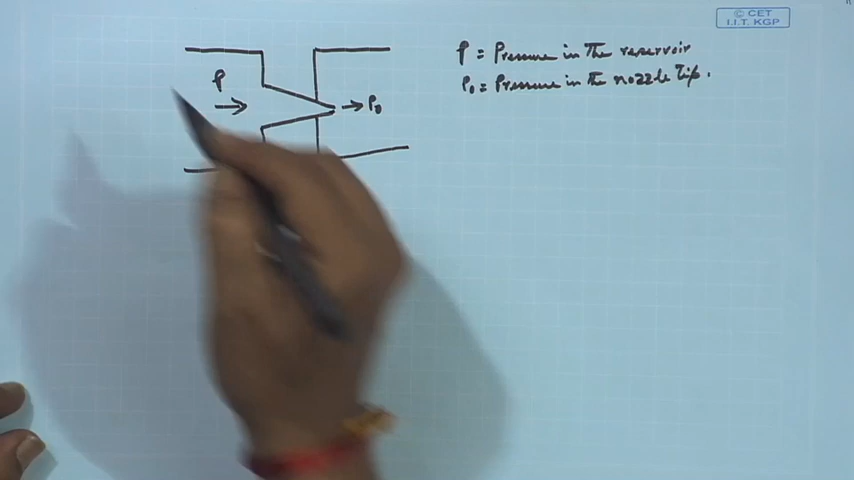 © CET
I.I.T. KGP
P = Pressure in the reservoir
P₀ = Pressure in the nozzle tip.
P
P₀